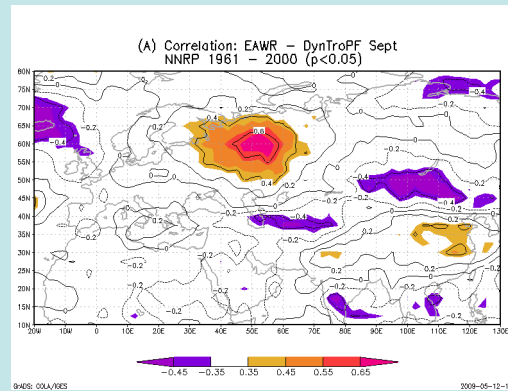 (A) Correlation: EAWR - DynTroPF Sept
NNRP 1961 - 2000 (p<0.05)
80N
75N
70N
65N
60N
55N
50N
45N
40N
35N
30N
25N
20N
15N
10N
20W 10W 0 10E 20E 30E 40E 50E 60E 70E 80E 90E 100E 110E 120E 130E
-0.45 -0.35 0.35 0.45 0.55 0.65
GrADS: COLA/IGES
2009-05-12-1